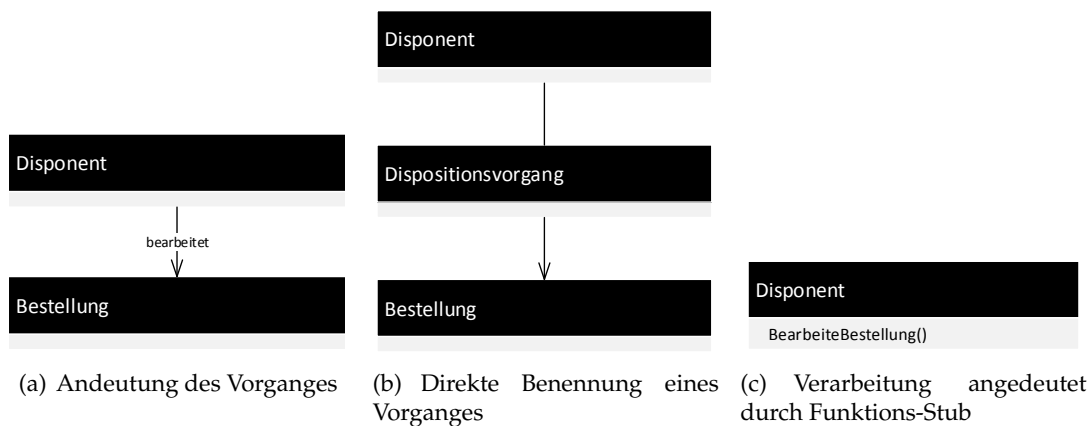 Disponent
bearbeitet
Bestellung
(a) Andeutung des Vorganges
Disponent
Dispositionsvorgang
Bestellung
(b) Direkte Benennung eines
Vorganges
Disponent
BearbeiteBestellung()
(c) Verarbeitung angedeutet
durch Funktions-Stub